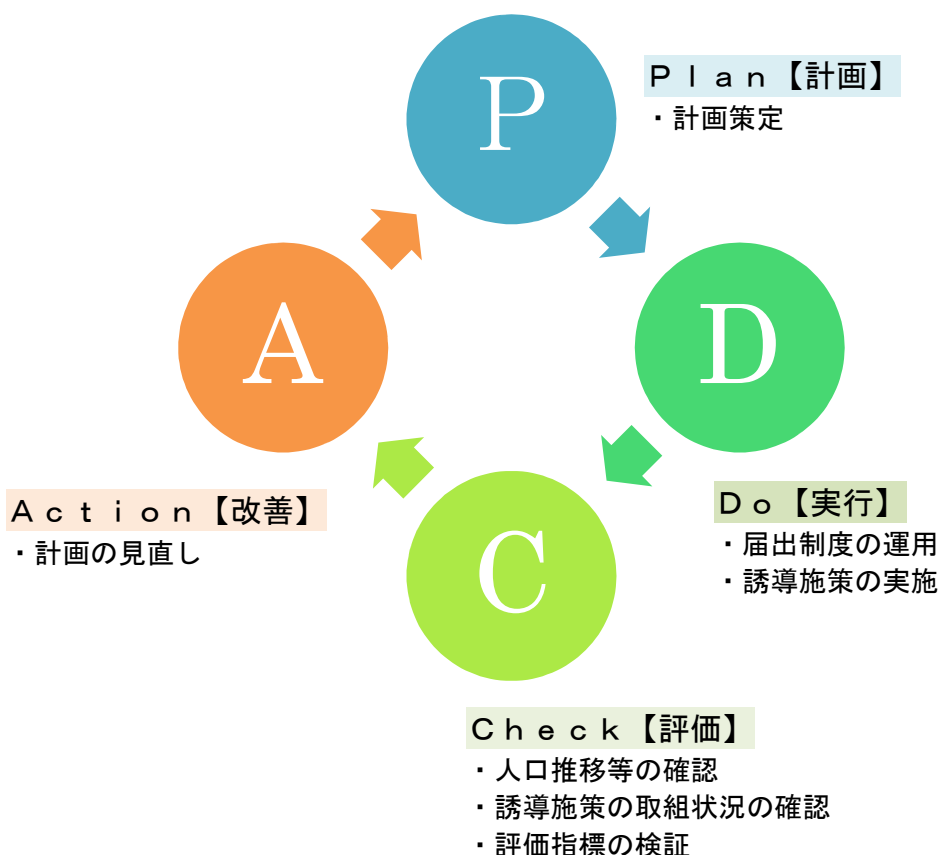 P
Ｐｌａｎ【計画】
・計画策定
D
Ｄｏ【実行】
・届出制度の運用
・誘導施策の実施
C
Ｃｈｅｃｋ【評価】
・人口推移等の確認
・誘導施策の取組状況の確認
・評価指標の検証
A
Ａｃｔｉｏｎ【改善】
・計画の見直し